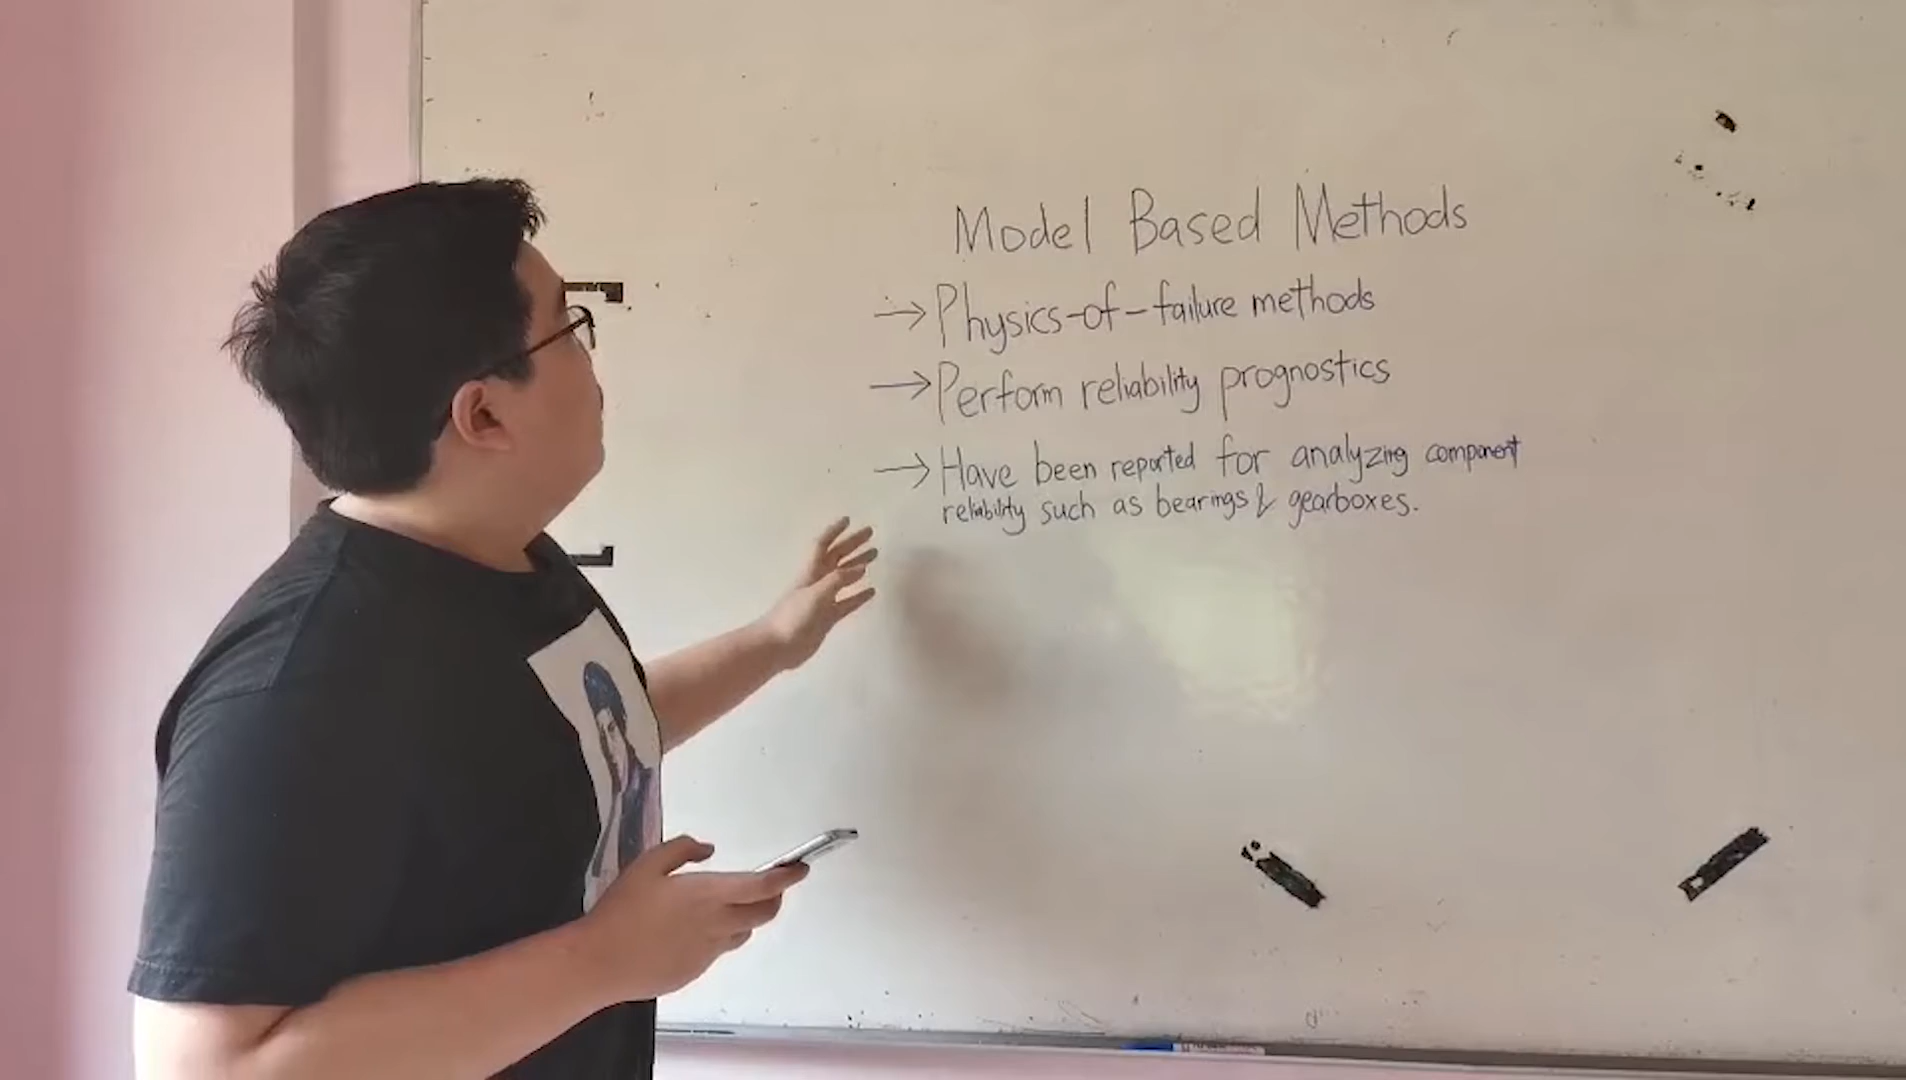 Model Based Methods
→ Physics-of-failure methods
→ Perform reliability prognostics
→ Have been reported for analyzing component
reliability such as bearings & gearboxes.